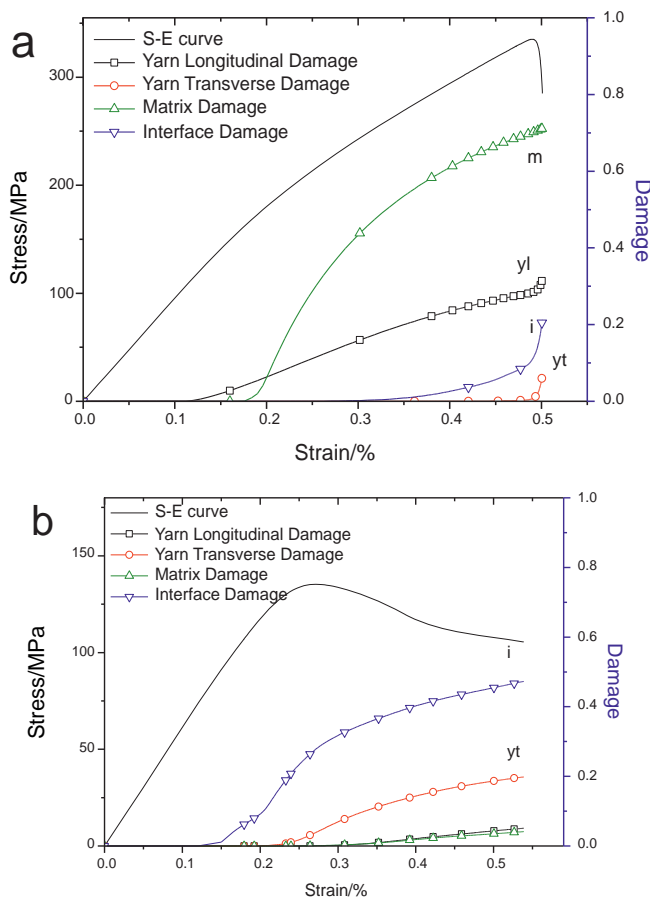 a
S-E curve
Yarn Longitudinal Damage
Yarn Transverse Damage
Matrix Damage
Interface Damage
Stress/MPa
300
200
100
0
1.0
0.8
0.6
0.4
0.2
0.0
Damage
m
yl
i
yt
0.0
0.1
0.2
0.3
0.4
0.5
Strain/%
b
S-E curve
Yarn Longitudinal Damage
Yarn Transverse Damage
Matrix Damage
Interface Damage
Stress/MPa
150
100
50
0
1.0
0.8
0.6
0.4
0.2
0.0
Damage
i
yt
0.0
0.1
0.2
0.3
0.4
0.5
Strain/%